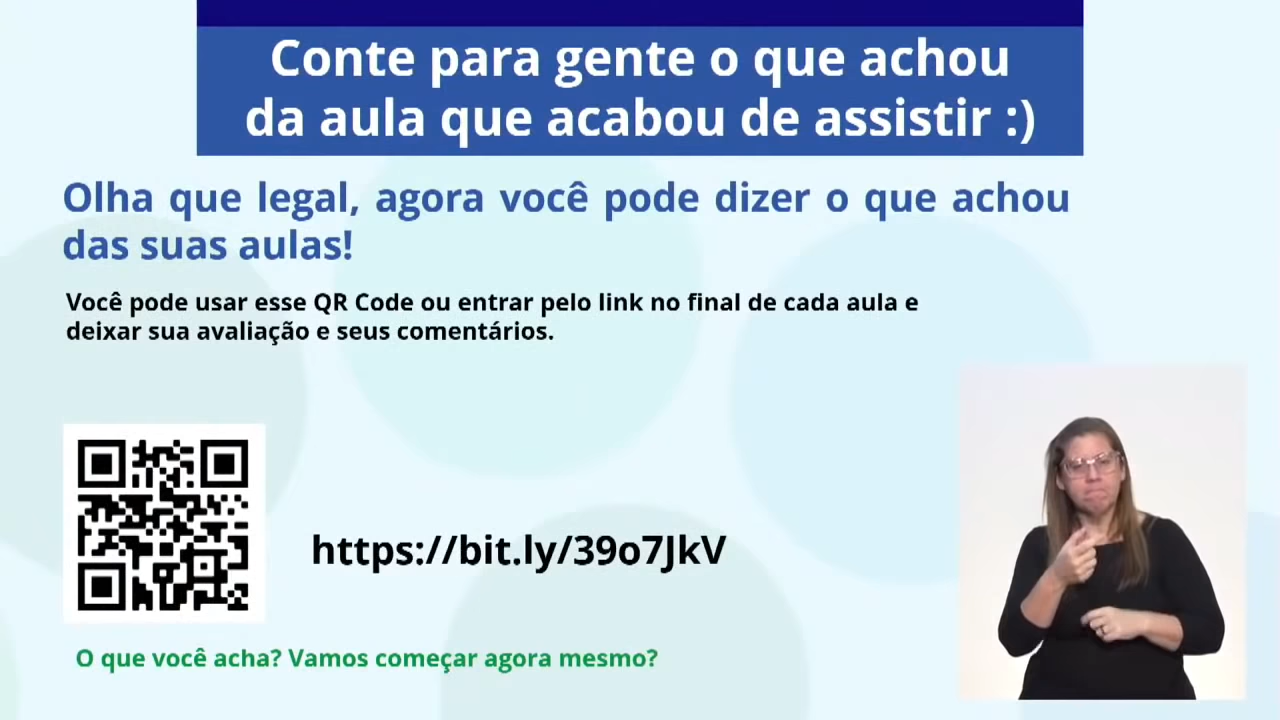 Conte para gente o que achou
da aula que acabou de assistir :)
Olha que legal, agora você pode dizer o que achou
das suas aulas!
Você pode usar esse QR Code ou entrar pelo link no final de cada aula e
deixar sua avaliação e seus comentários.
https://bit.ly/39o7JkV
O que você acha? Vamos começar agora mesmo?